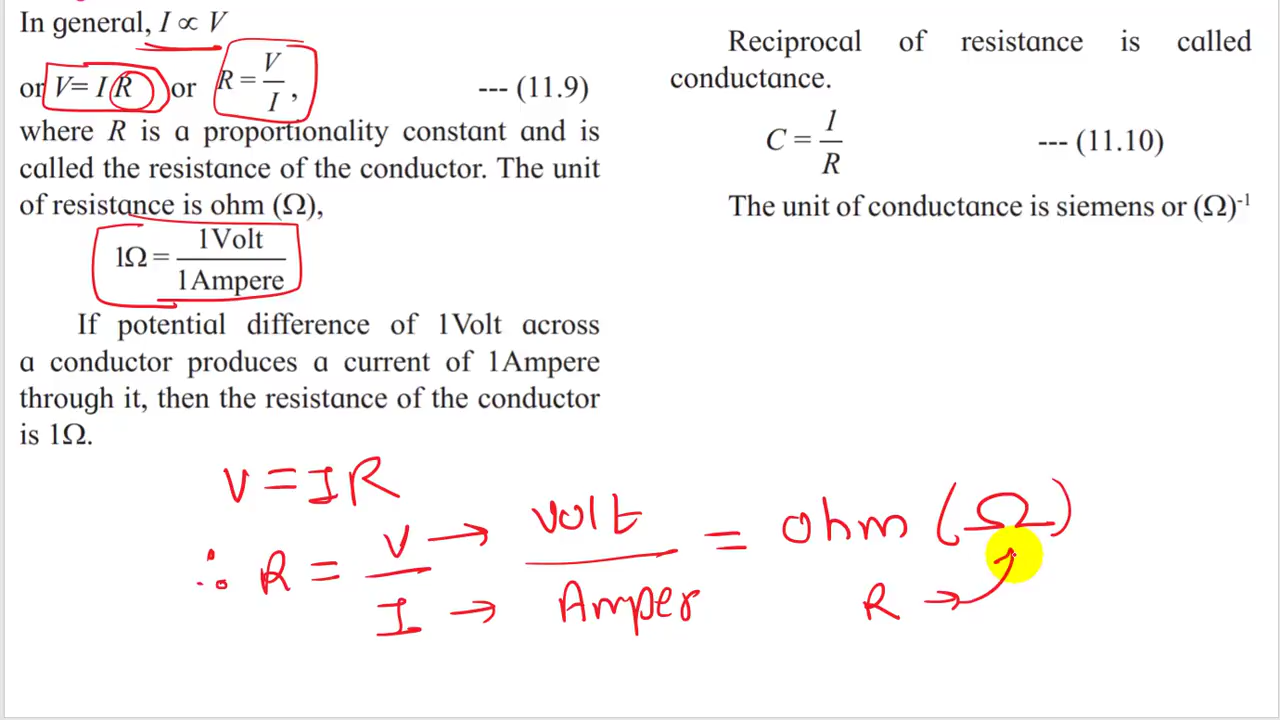 In general, I ∝ V
or V= I R or R = V/I , --- (11.9)
where R is a proportionality constant and is
called the resistance of the conductor. The unit
of resistance is ohm (Ω),
1Ω = 1Volt/1Ampere
If potential difference of 1Volt across
a conductor produces a current of 1Ampere
through it, then the resistance of the conductor
is 1Ω.
Reciprocal of resistance is called
conductance.
C = 1/R --- (11.10)
The unit of conductance is siemens or (Ω)⁻¹
V = I R
∴ R = V/I → volt/Amper = ohm (Ω)
R →